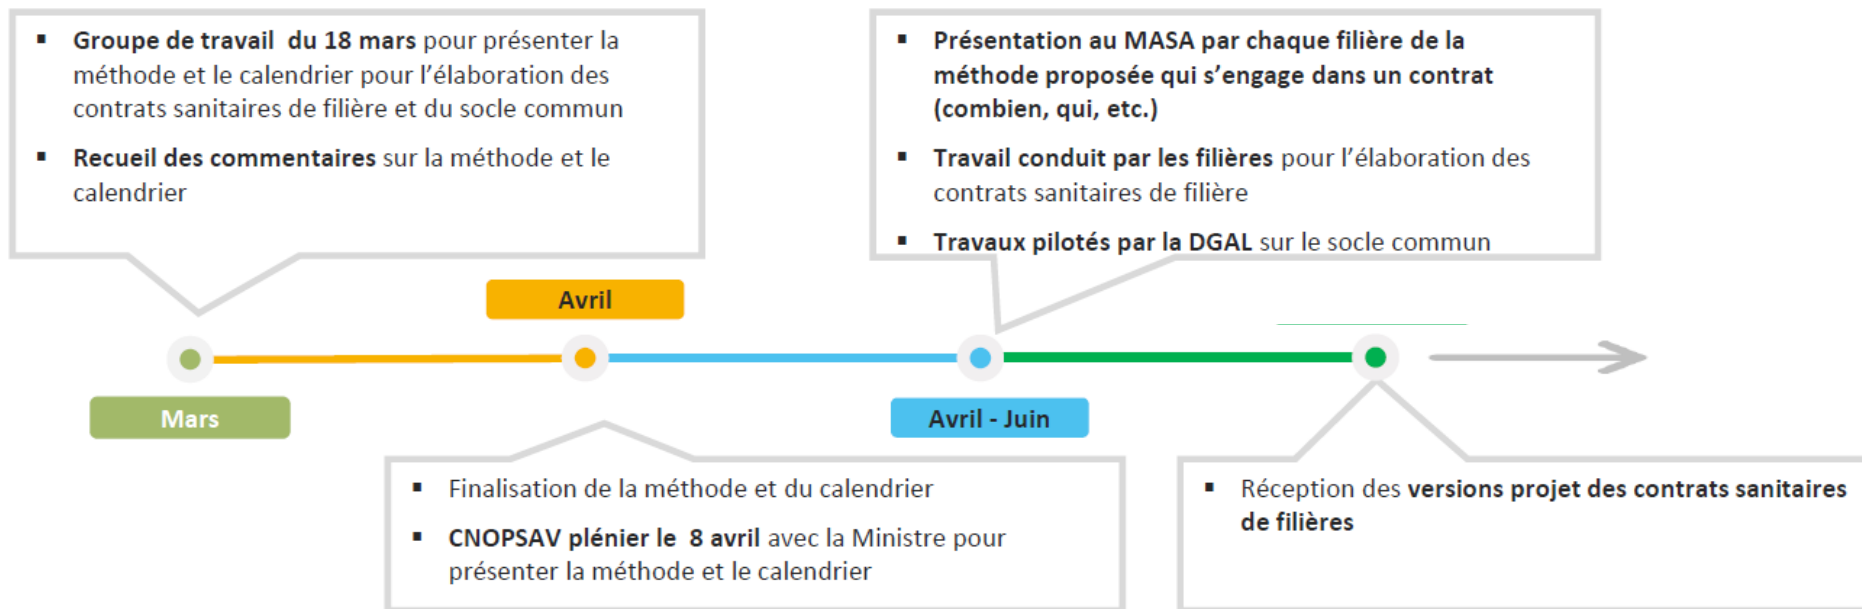 ▪ Groupe de travail  du 18 mars pour présenter la
méthode et le calendrier pour l’élaboration des
contrats sanitaires de filière et du socle commun
▪ Recueil des commentaires sur la méthode et le
calendrier
▪ Présentation au MASA par chaque filière de la
méthode proposée qui s’engage dans un contrat
(combien, qui, etc.)
▪ Travail conduit par les filières pour l’élaboration des
contrats sanitaires de filière
▪ Travaux pilotés par la DGAL sur le socle commun
Avril
Mars
Avril - Juin
▪ Finalisation de la méthode et du calendrier
▪ CNOPSAV plénier le  8 avril avec la Ministre pour
présenter la méthode et le calendrier
▪ Réception des versions projet des contrats sanitaires
de filières